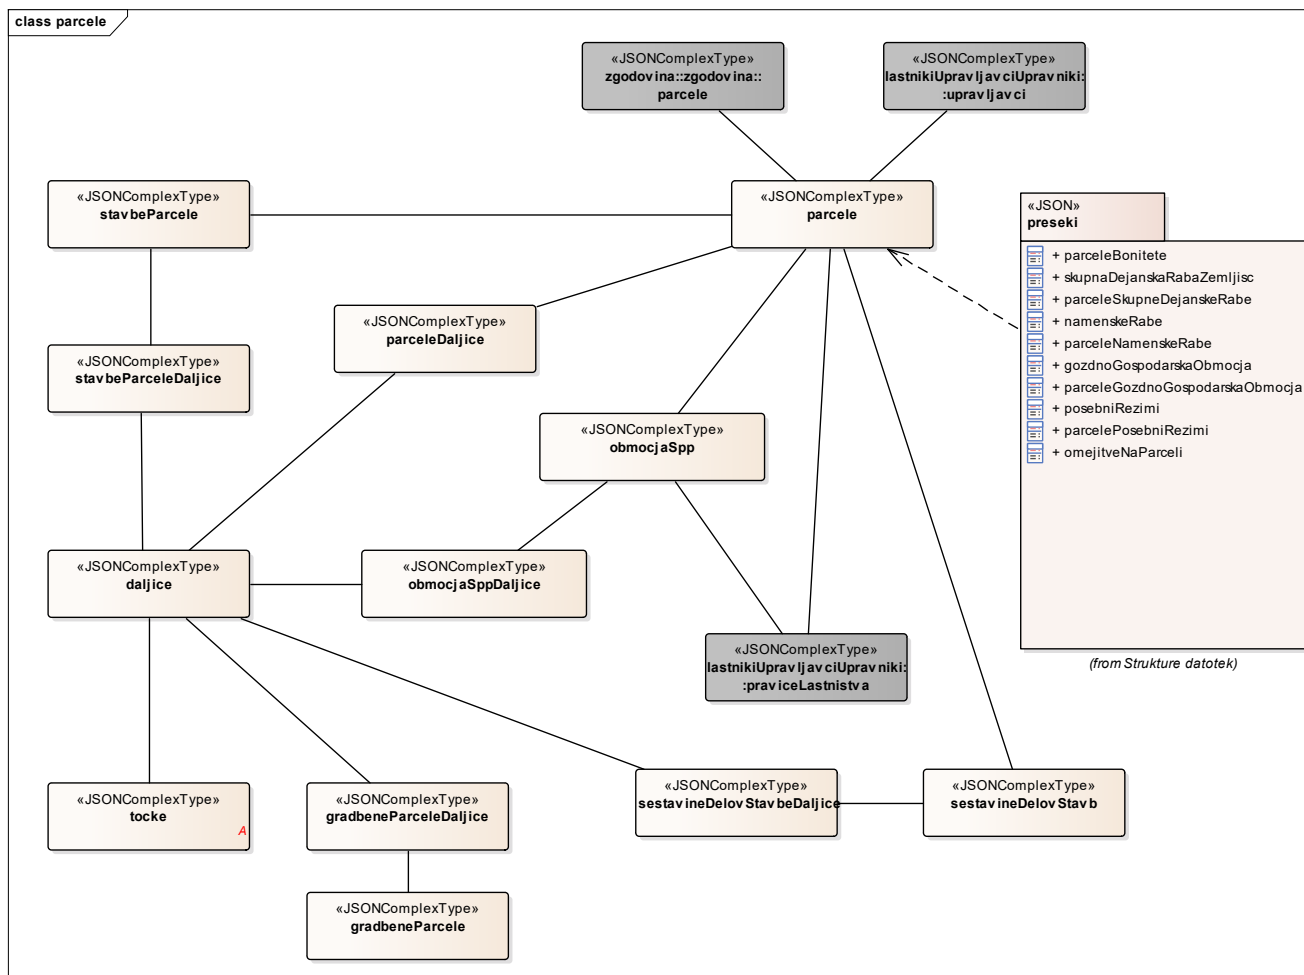 class parcele
«JSONComplexType»
zgodovina::zgodovina::
parcele
«JSONComplexType»
lastnikiUpravljavciUpravniki:
:upravljavci
«JSONComplexType»
stavbeParcele
«JSONComplexType»
parcele
«JSON»
preseki
+ parceleBonitete
+ skupnaDejanskaRabaZemljisc
+ parceleSkupneDejanskeRabe
+ namenskeRabe
+ parceleNamenskeRabe
+ gozdnoGospodarskaObmocja
+ parceleGozdnoGospodarskaObmocja
+ posebniRezimi
+ parcelePosebniRezimi
+ omejitveNaParceli
(from Strukture datotek)
«JSONComplexType»
parceleDaljice
«JSONComplexType»
stavbeParceleDaljice
«JSONComplexType»
obmocjaSpp
«JSONComplexType»
daljice
«JSONComplexType»
obmocjaSppDaljice
«JSONComplexType»
lastnikiUpravljavciUpravniki:
:praviceLastnistva
«JSONComplexType»
tocke
A
«JSONComplexType»
gradbeneParceleDaljice
«JSONComplexType»
sestavineDelovStavbeDaljice
«JSONComplexType»
sestavineDelovStavb
«JSONComplexType»
gradbeneParcele